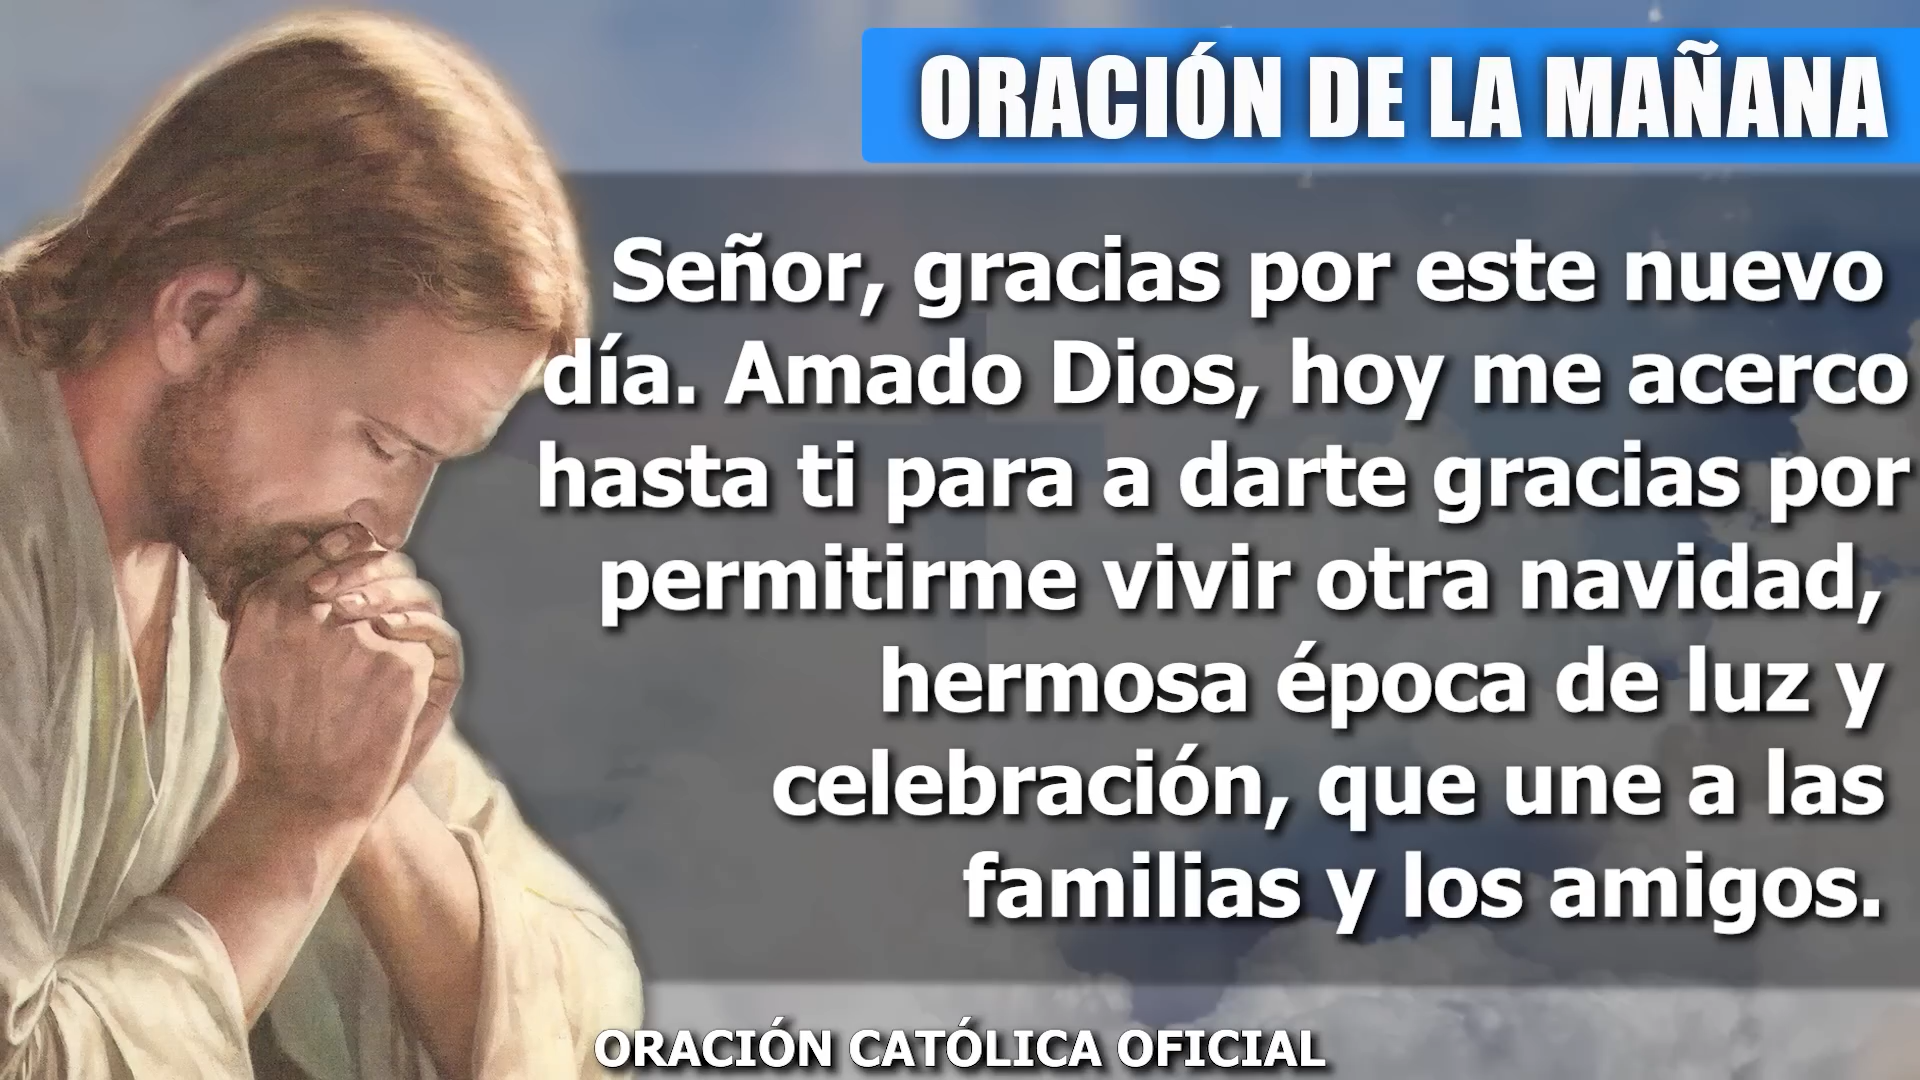 ORACIÓN DE LA MAÑANA
Señor, gracias por este nuevo
día. Amado Dios, hoy me acerco
hasta ti para a darte gracias por
permitirme vivir otra navidad,
hermosa época de luz y
celebración, que une a las
familias y los amigos.
ORACIÓN CATÓLICA OFICIAL